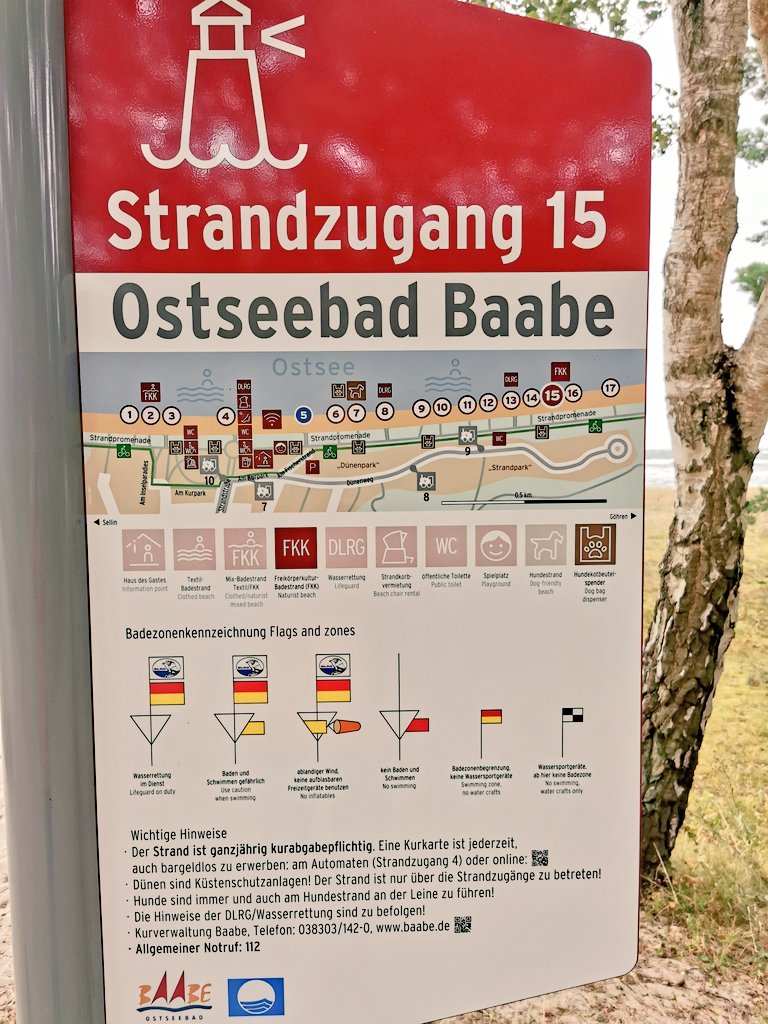 Strandzugang 15
Ostseebad Baabe
Ostsee
FKK
DLRG
DLRG
DLRG
FKK
1 2 3 4 5 6 7 8 9 10 11 12 13 14 15 16 17
WC
WC
WC
WC
Strandpromenade
Strandpromenade
Strandpromenade
Am Inselparadies
Am Kurpark
Am Kurpark
Strandstraße
P
„Dünenpark“
Dünenweg
„Strandpark“
10
7
8
9
0,5 km
Sellin
Göhren
FKK
FKK
DLRG
WC
Haus des Gastes
Information point
Textil-
Badestrand
Clothed beach
Mix-Badestrand
Textil/FKK
Clothed/naturist
mixed beach
Freikörperkultur-
Badestrand (FKK)
Naturist beach
Wasserrettung
Lifeguard
Strandkorb-
vermietung
Beach chair rental
öffentliche Toilette
Public toilet
Spielplatz
Playground
Hundestrand
Dog friendly
beach
Hundekotbeutel-
spender
Dog bag
dispenser
Badezonenkennzeichnung Flags and zones
Wasserrettung
im Dienst
Lifeguard on duty
Baden und
Schwimmen gefährlich
Use caution
when swimming
ablandiger Wind,
keine aufblasbaren
Freizeitgeräte benutzen
No inflatables
kein Baden und
Schwimmen
No swimming
Badezonenbegrenzung,
keine Wassersportgeräte
Swimming zone,
no water crafts
Wassersportgeräte,
ab hier keine Badezone
No swimming,
water crafts only
Wichtige Hinweise
· Der Strand ist ganzjährig kurabgabepflichtig. Eine Kurkarte ist jederzeit,
auch bargeldlos zu erwerben: am Automaten (Strandzugang 4) oder online:
· Dünen sind Küstenschutzanlagen! Der Strand ist nur über die Strandzugänge zu betreten!
· Hunde sind immer und auch am Hundestrand an der Leine zu führen!
· Die Hinweise der DLRG/Wasserrettung sind zu befolgen!
· Kurverwaltung Baabe, Telefon: 038303/142-0, www.baabe.de
· Allgemeiner Notruf: 112
BAABE
OSTSEEBAD